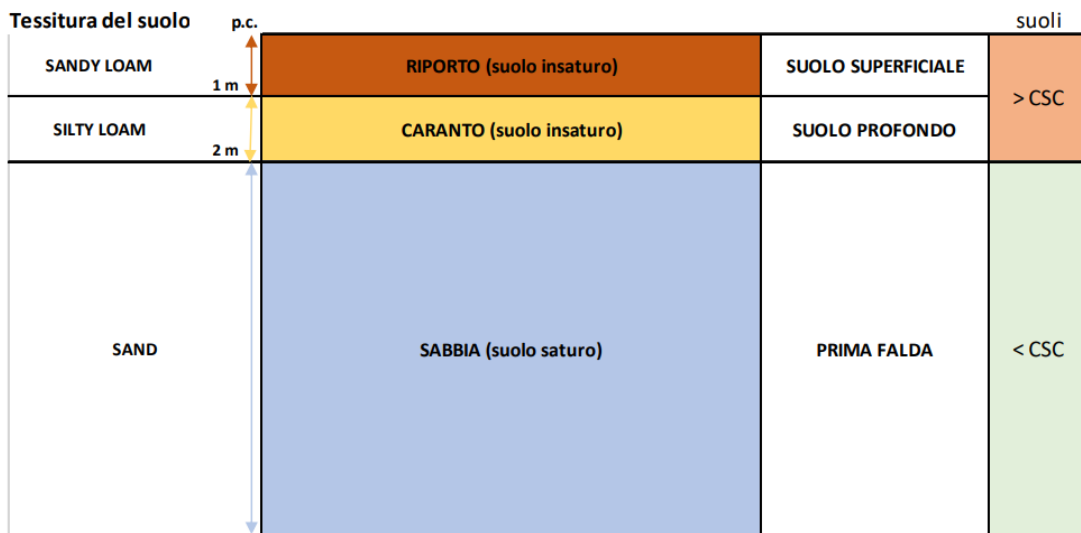 Tessitura del suolo p.c. suoli
SANDY LOAM RIPORTO (suolo insaturo) SUOLO SUPERFICIALE
1 m
> CSC
SILTY LOAM CARANTO (suolo insaturo) SUOLO PROFONDO
2 m
SAND SABBIA (suolo saturo) PRIMA FALDA < CSC